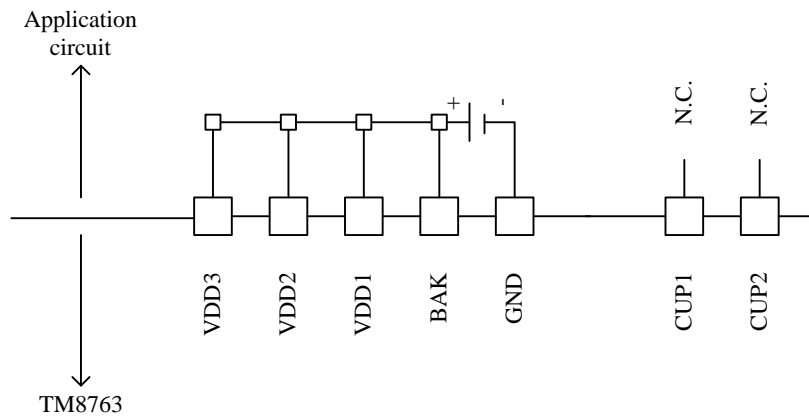 Application
circuit
+ -
N.C.
N.C.
VDD3
VDD2
VDD1
BAK
GND
CUP1
CUP2
TM8763